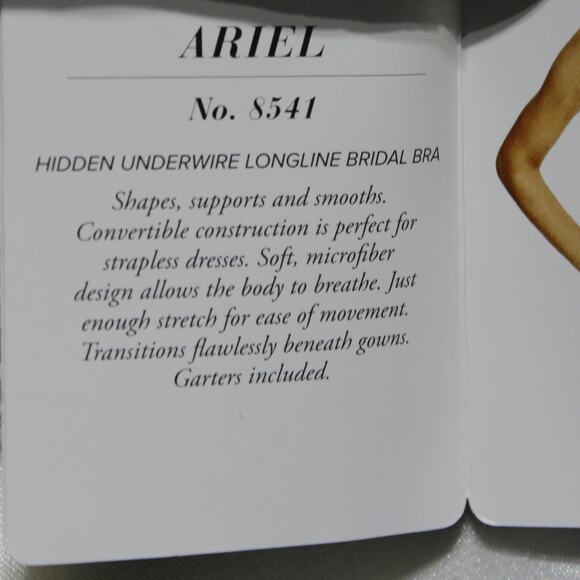 ARIEL
No. 8541
HIDDEN UNDERWIRE LONGLINE BRIDAL BRA
Shapes, supports and smooths.
Convertible construction is perfect for
strapless dresses. Soft, microfiber
design allows the body to breathe. Just
enough stretch for ease of movement.
Transitions flawlessly beneath gowns.
Garters included.